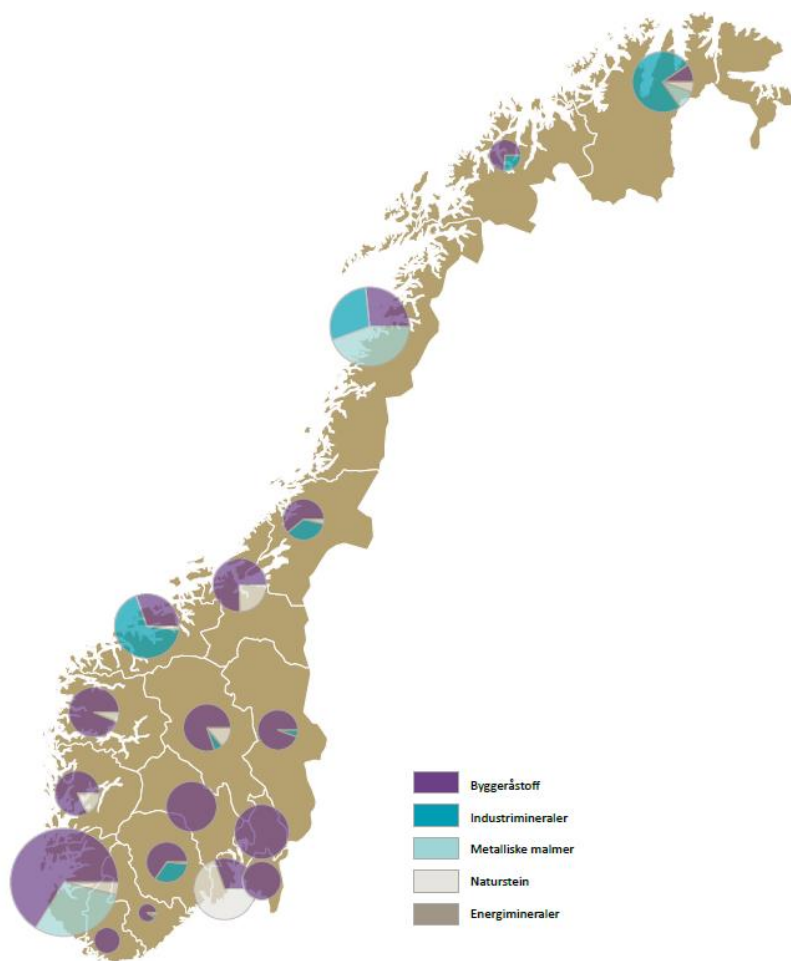 Byggeråstoff
Industrimineraler
Metalliske malmer
Naturstein
Energimineraler